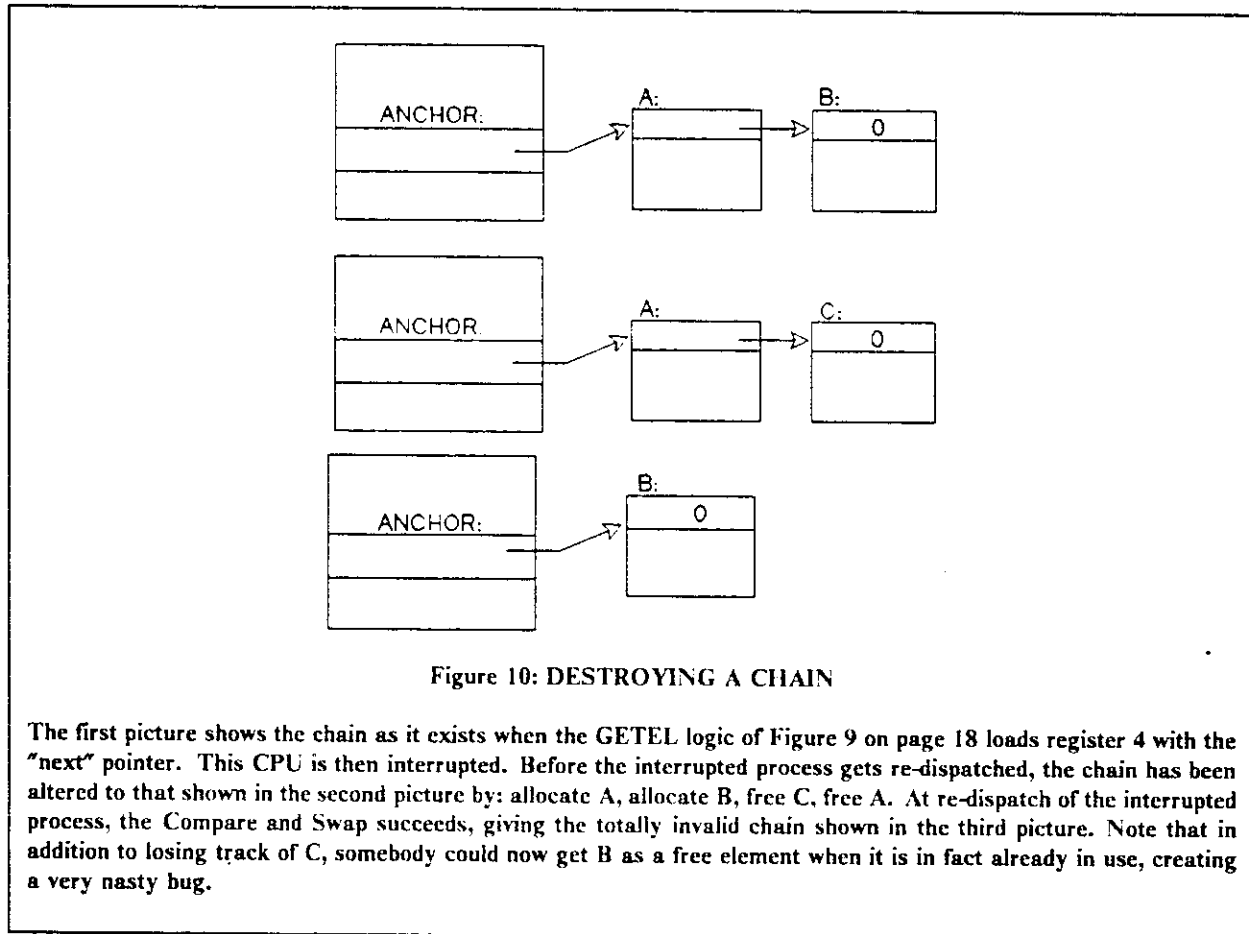 ANCHOR:
A:
B:
0
ANCHOR:
A:
C:
0
ANCHOR:
B:
0
Figure 10: DESTROYING A CHAIN
The first picture shows the chain as it exists when the GETEL logic of Figure 9 on page 18 loads register 4 with the
"next" pointer. This CPU is then interrupted. Before the interrupted process gets re-dispatched, the chain has been
altered to that shown in the second picture by: allocate A, allocate B, free C, free A. At re-dispatch of the interrupted
process, the Compare and Swap succeeds, giving the totally invalid chain shown in the third picture. Note that in
addition to losing track of C, somebody could now get B as a free element when it is in fact already in use, creating
a very nasty bug.